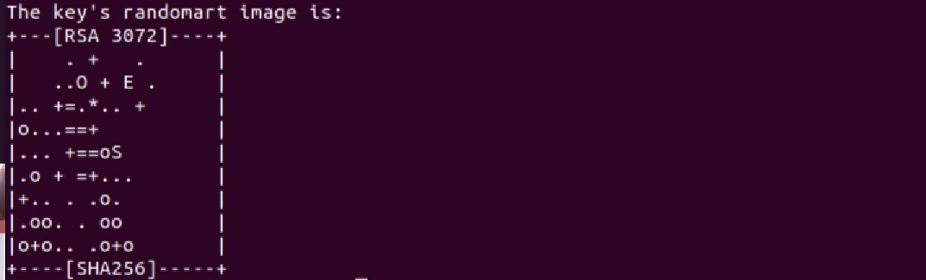 The key's randomart image is:
+---[RSA 3072]----+
|    . +   .      |
|   ..O + E .     |
|.. +=.*.. +      |
|o...==+          |
|... +==oS        |
|.o + =+...       |
|+.. . .o.        |
|.oo. . oo        |
|o+o.. .o+o       |
+----[SHA256]-----+